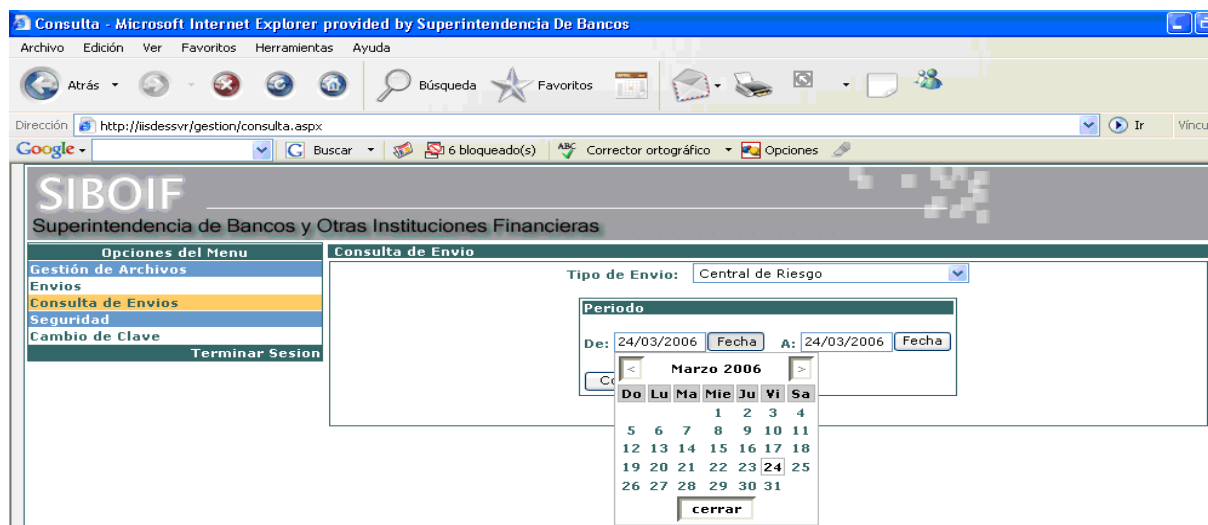 Consulta - Microsoft Internet Explorer provided by Superintendencia De Bancos
Archivo Edición Ver Favoritos Herramientas Ayuda
Atrás Búsqueda Favoritos
Dirección http://iisdessvr/gestion/consulta.aspx Ir
Google Buscar 6 bloqueado(s) ABC Corrector ortográfico Opciones
SIBOIF
Superintendencia de Bancos y Otras Instituciones Financieras
Opciones del Menu
Gestión de Archivos
Envios
Consulta de Envios
Seguridad
Cambio de Clave
Terminar Sesion
Consulta de Envio
Tipo de Envio: Central de Riesgo
Periodo
De: 24/03/2006 Fecha A: 24/03/2006 Fecha
< Marzo 2006 >
Do Lu Ma Mie Ju Vi Sa
1 2 3 4
5 6 7 8 9 10 11
12 13 14 15 16 17 18
19 20 21 22 23 24 25
26 27 28 29 30 31
cerrar